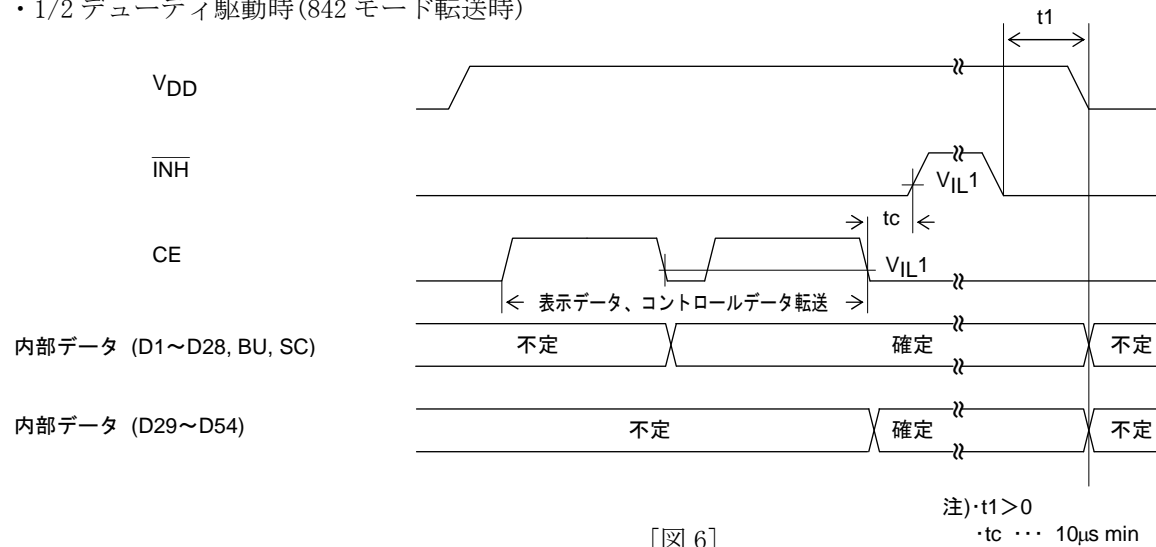 ・1/2 デューティ駆動時(842 モード転送時)
t1
VDD
INH
VIL1
tc
CE
VIL1
表示データ、コントロールデータ転送
内部データ (D1～D28, BU, SC)
不定
確定
不定
内部データ (D29～D54)
不定
確定
不定
注)・t1＞0
・tc ・・・ 10μs min
［図 6］